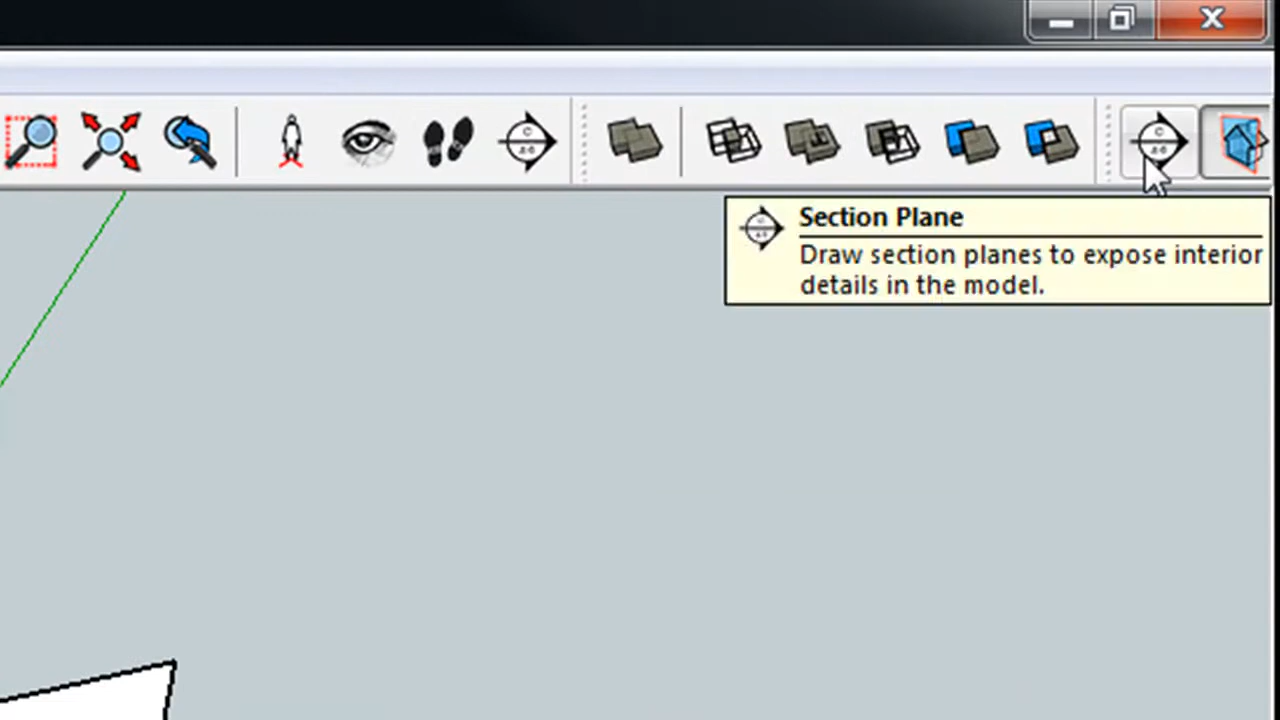 Section Plane
Draw section planes to expose interior
details in the model.